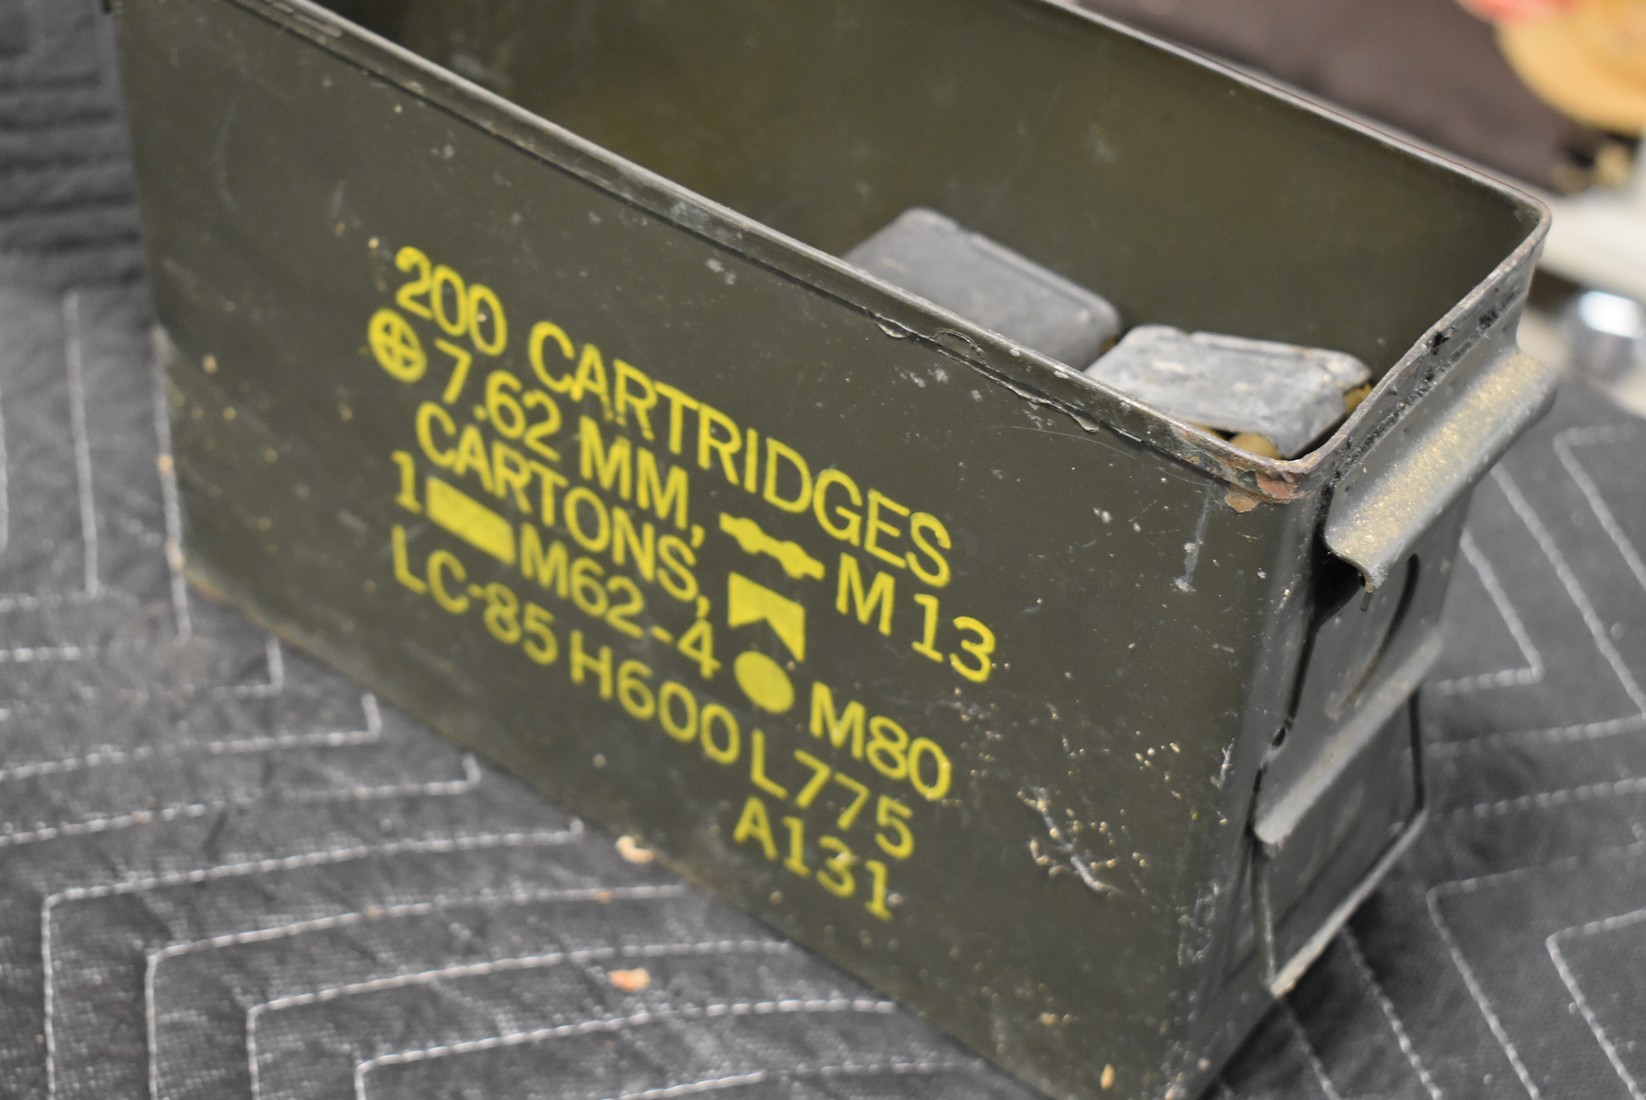 200 CARTRIDGES
7.62 MM, M13
CARTONS,
1 M62-4 M80
LC-85 H600 L775
A131